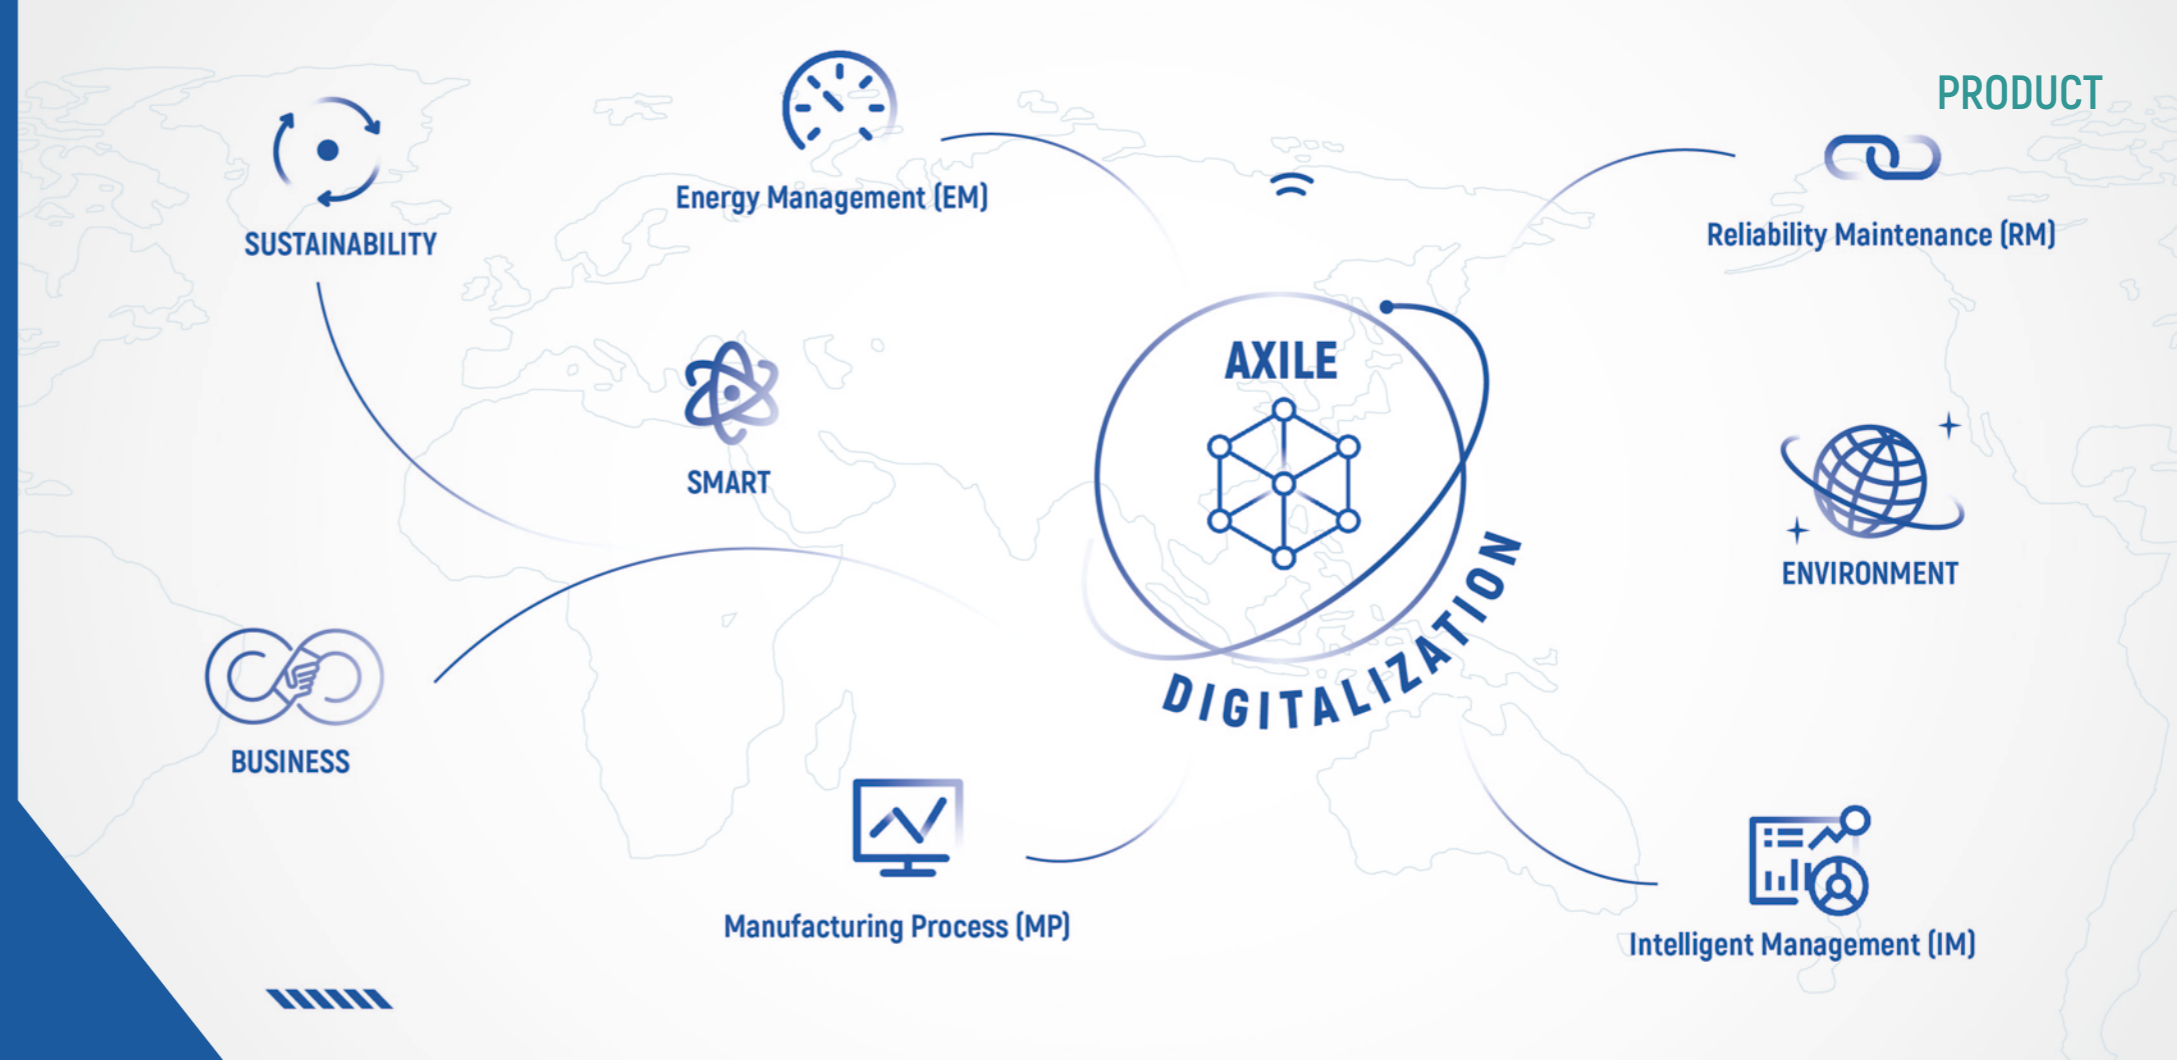 PRODUCT
SUSTAINABILITY
Energy Management (EM)
Reliability Maintenance (RM)
AXILE
SMART
DIGITALIZATION
ENVIRONMENT
BUSINESS
Manufacturing Process (MP)
Intelligent Management (IM)